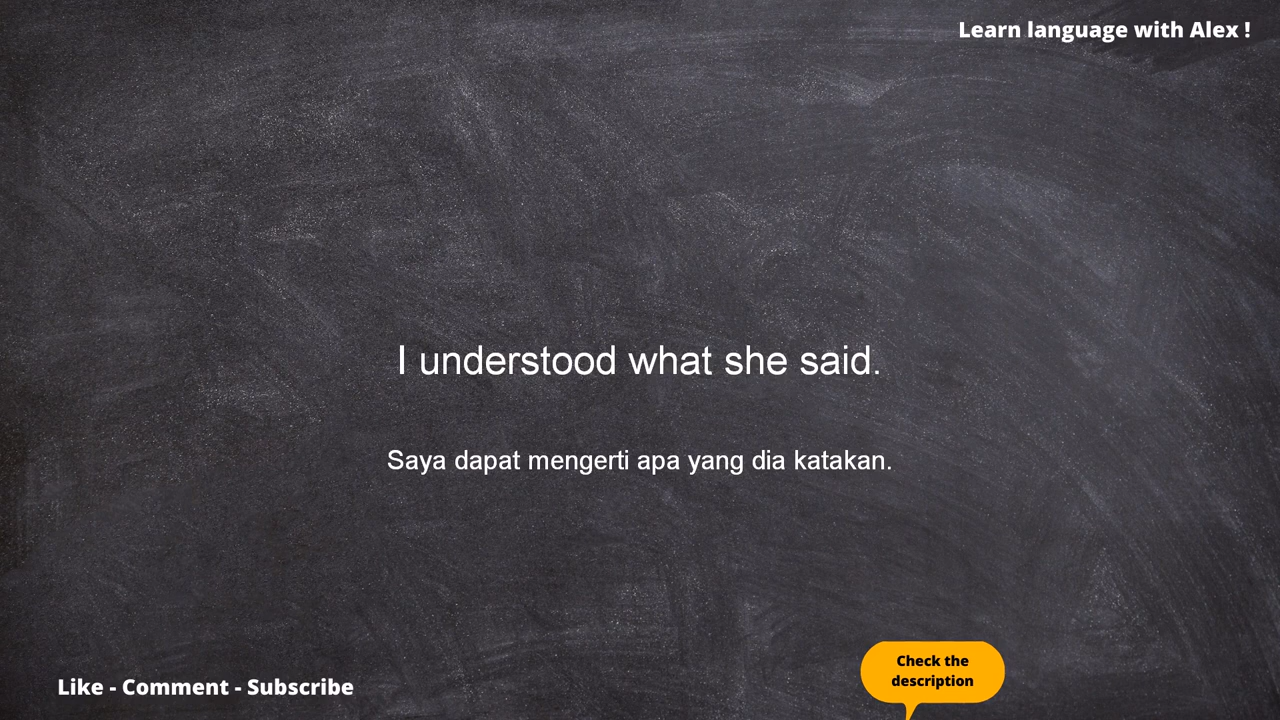 Learn language with Alex !
I understood what she said.
Saya dapat mengerti apa yang dia katakan.
Like - Comment - Subscribe
Check the
description